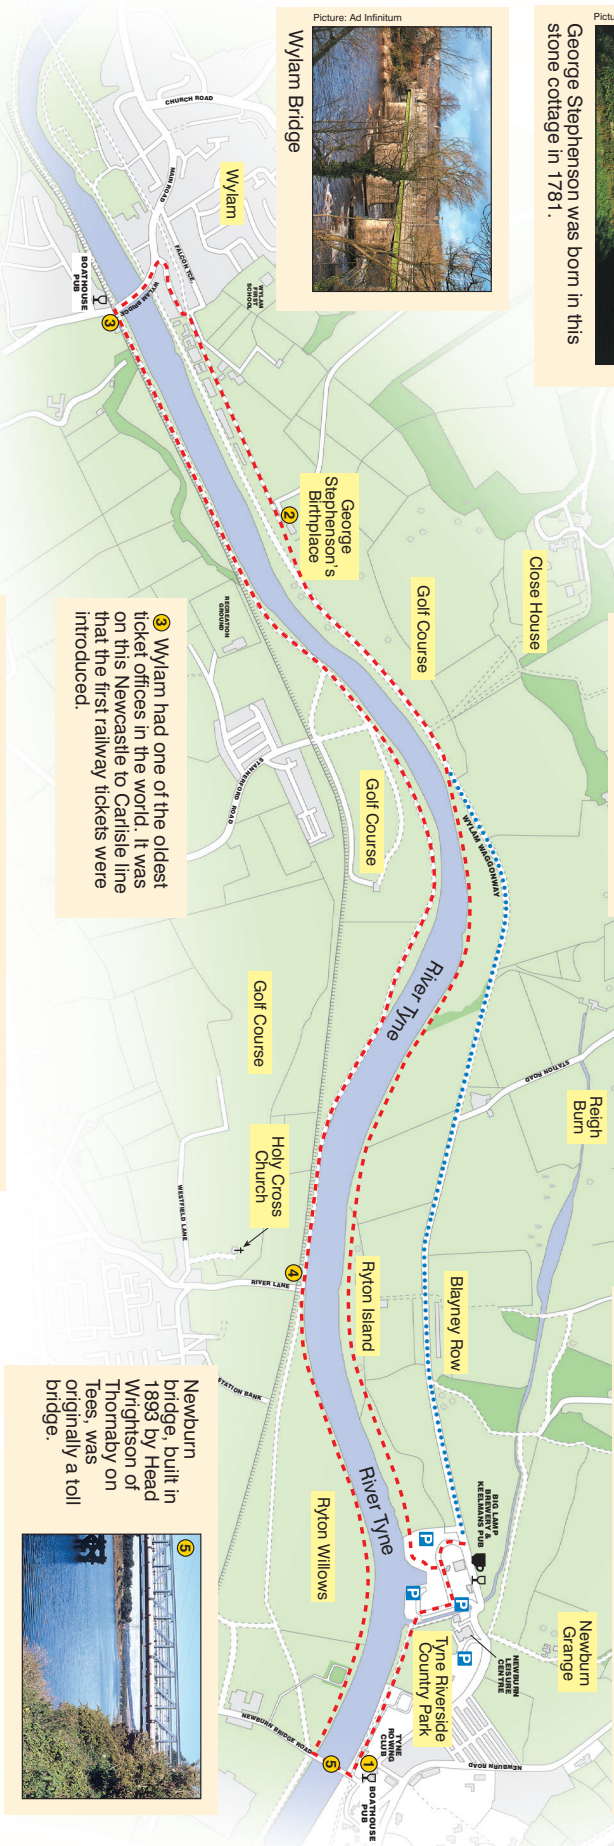 Pictu
George Stephenson was born in this
stone cottage in 1781.
Picture: Ad Infinitum
Wylam Bridge
CHURCH ROAD
MAIN ROAD
Wylam
FALCON TCE.
WYLAM
FIRST
SCHOOL
WYLAM BRIDGE
BOATHOUSE
PUB
3
George
Stephenson's
Birthplace
2
Close House
Golf Course
WYLAM WAGGONWAY
RECREATION
GROUND
STANNERFORD ROAD
Golf Course
3 Wylam had one of the oldest
ticket offices in the world. It was
on this Newcastle to Carlisle line
that the first railway tickets were
introduced.
River Tyne
Golf Course
STATION ROAD
Reigh
Burn
Holy Cross
Church
WESTFIELD LANE
RIVER LANE
4
Ryton Island
Blayney Row
STATION BANK
River Tyne
Ryton Willows
BIG LAMP
BREWERY &
KEELMANS PUB
P
P
P
P
NEWBURN
LEISURE
CENTRE
Newburn
Grange
Tyne Riverside
Country Park
TYNE
ROWING
CLUB
NEWBURN ROAD
NEWBURN BRIDGE ROAD
5
1
BOATHOUSE
PUB
Newburn
bridge, built in
1893 by Head
Wrightson of
Thornaby on
Tees, was
originally a toll
bridge.
5